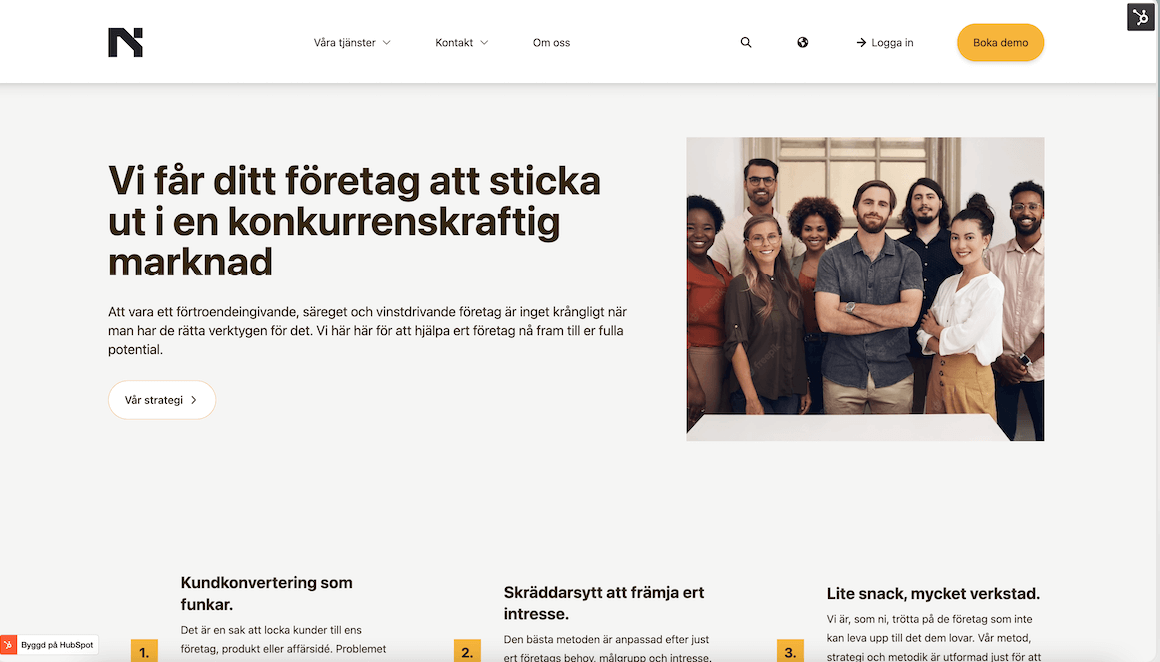 Våra tjänster
Kontakt
Om oss
Logga in
Boka demo
Vi får ditt företag att sticka
ut i en konkurrenskraftig
marknad
Att vara ett förtroendeingivande, säreget och vinstdrivande företag är inget krångligt när
man har de rätta verktygen för det. Vi här här för att hjälpa ert företag nå fram till er fulla
potential.
Vår strategi
Kundkonvertering som
funkar.
1.
Det är en sak att locka kunder till ens
företag, produkt eller affärsidé. Problemet
Skräddarsytt att främja ert
intresse.
2.
Den bästa metoden är anpassad efter just
ert företags behov, målgrupp och intresse.
Lite snack, mycket verkstad.
3.
Vi är, som ni, trötta på de företag som inte
kan leva upp till det dem lovar. Vår metod,
strategi och metodik är utformad just för att
Byggd på HubSpot